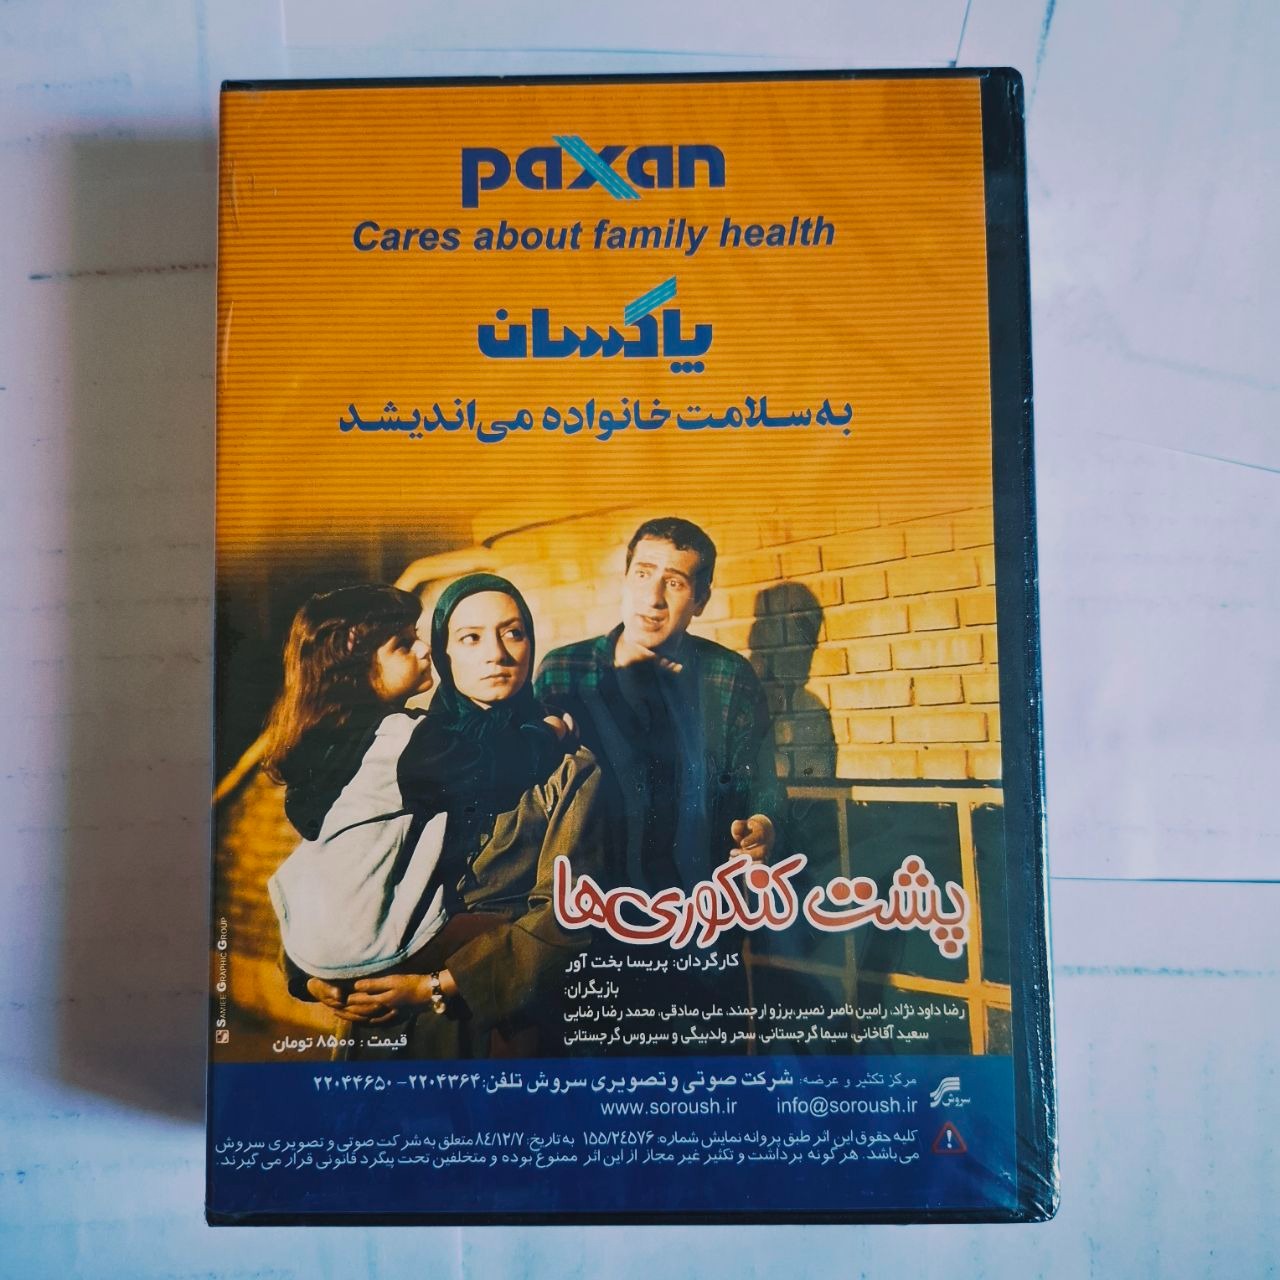 paxan
Cares about family health
پاکسان
به سلامت خانواده می‌اندیشد
پشت کنکوری‌ها
کارگردان: پریسا بخت آور
بازیگران:
رضا داود نژاد، رامین ناصر نصیر، برزو ارجمند، علی صادقی، محمد رضا رضایی
سعید آقاخانی، سیما گرجستانی، سحر ولدبیگی و سیروس گرجستانی
قیمت: ۸۵۰۰ تومان
SAMIEE GRAPHIC GROUP
مرکز تکثیر و عرضه: شرکت صوتی و تصویری سروش تلفن: ۲۲۰۴۳۶۴ - ۲۲۰۴۴۶۵۰
سروش
www.soroush.ir info@soroush.ir
کلیه حقوق این اثر طبق پروانه نمایش شماره: ۱۵۵/۲۴۵۷۶ به تاریخ: ۸۴/۱۲/۷ متعلق به شرکت صوتی و تصویری سروش
می باشد. هر گونه برداشت و تکثیر غیر مجاز از این اثر ممنوع بوده و متخلفین تحت پیگرد قانونی قرار می گیرند.